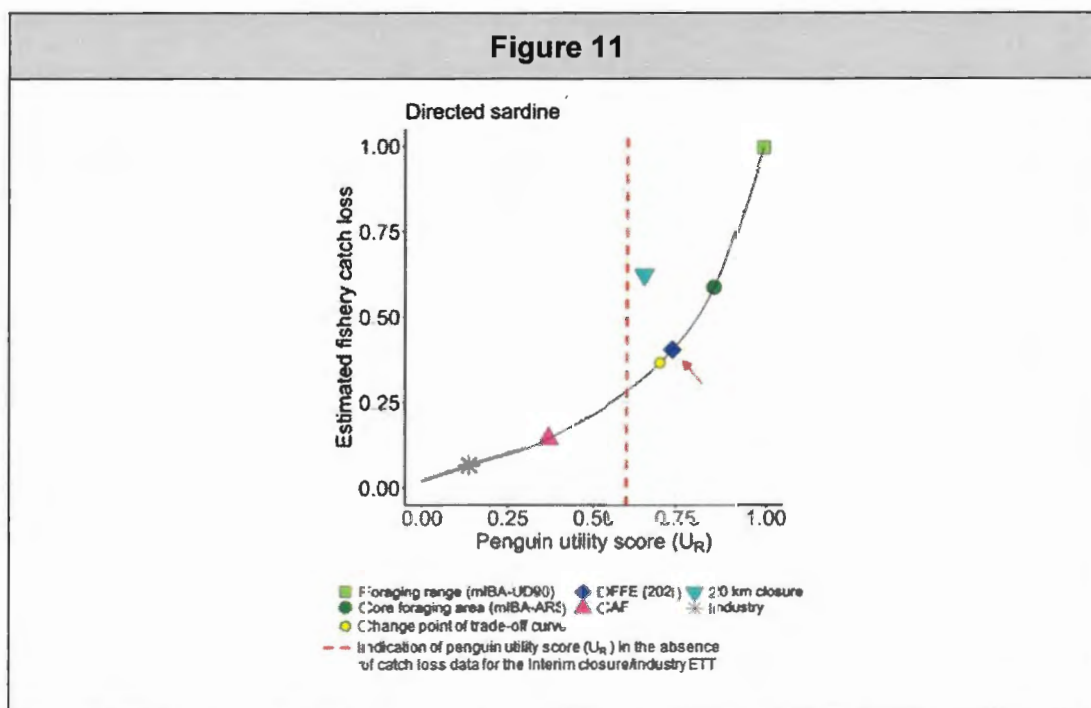 Figure 11
Directed sardine
Estimated fishery catch loss
1.00
0.75
0.50
0.25
0.00
0.00 0.25 0.50 0.75 1.00
Penguin utility score (UR)
Foraging range (mIBA-UD90) DFFE (2021) 20 km closure
Core foraging area (mIBA-ARS) CAF Industry
Change point of trade-off curve
Indication of penguin utility score (UR) in the absence
of catch loss data for the Interim closure/Industry ETT